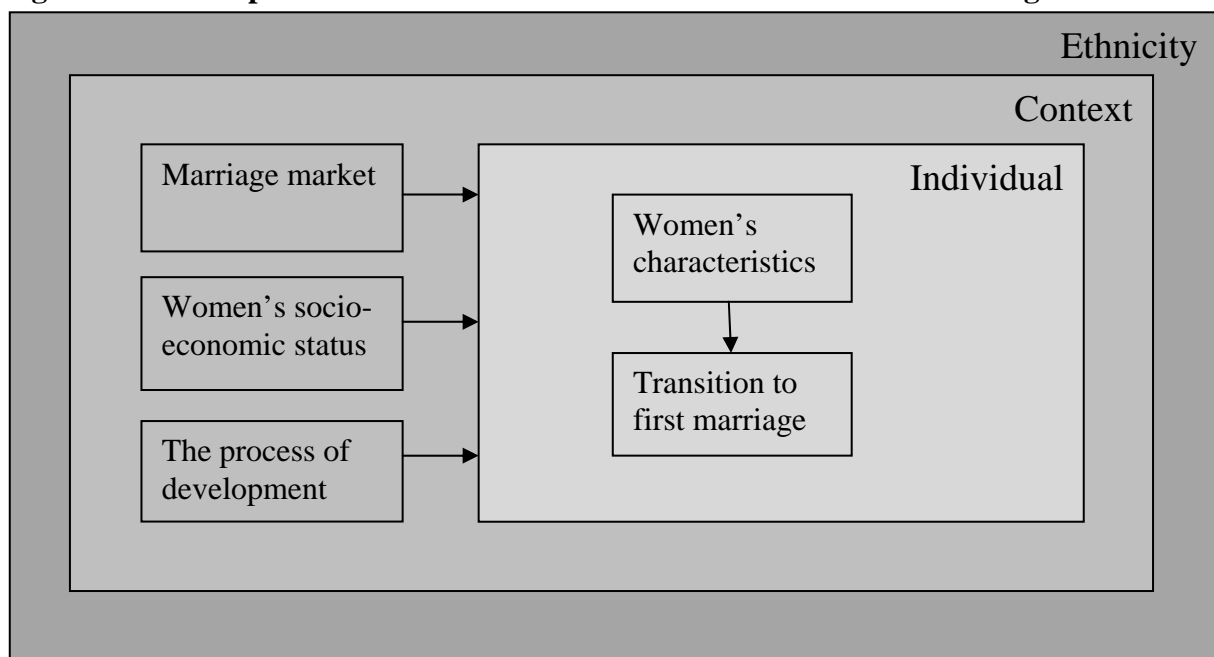 Ethnicity
Context
Individual
Marriage market
Women’s socio-
economic status
The process of
development
Women’s
characteristics
Transition to
first marriage